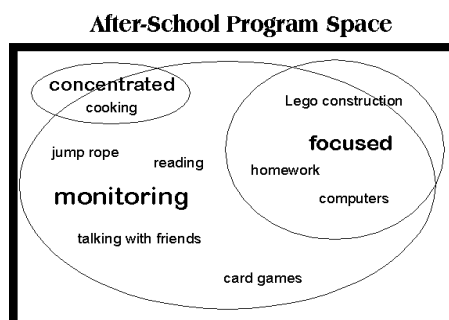 After-School Program Space
concentrated
cooking
Lego construction
focused
jump rope
reading
homework
monitoring
computers
talking with friends
card games